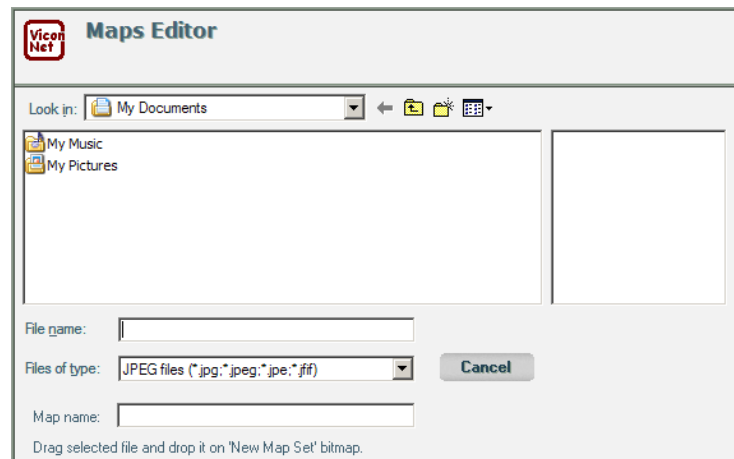 Vicon
Net
Maps Editor
Look in: My Documents
My Music
My Pictures
File name:
Files of type: JPEG files (*.jpg;*.jpeg;*.jpe;*.jfif)
Cancel
Map name:
Drag selected file and drop it on 'New Map Set' bitmap.